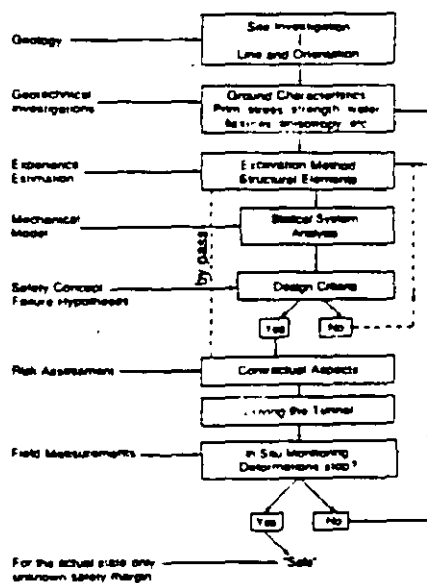 Geology
Site Investigation
Line and Orientation
Geotechnical
Investigations
Ground Characteristics
Prim. stress, strength, water
fissures, anisotropy, etc.
Experience
Estimation
Excavation Method
Structural Elements
Mechanical
Model
Statical System
Analysis
by pass
Safety Concept
Failure Hypotheses
Design Criteria
Yes
No
Risk Assessment
Contractual Aspects
the Tunnel
Field Measurements
In Situ Monitoring
Deformations stop?
Yes
No
For the actual state only
unknown safety margin
"Safe"